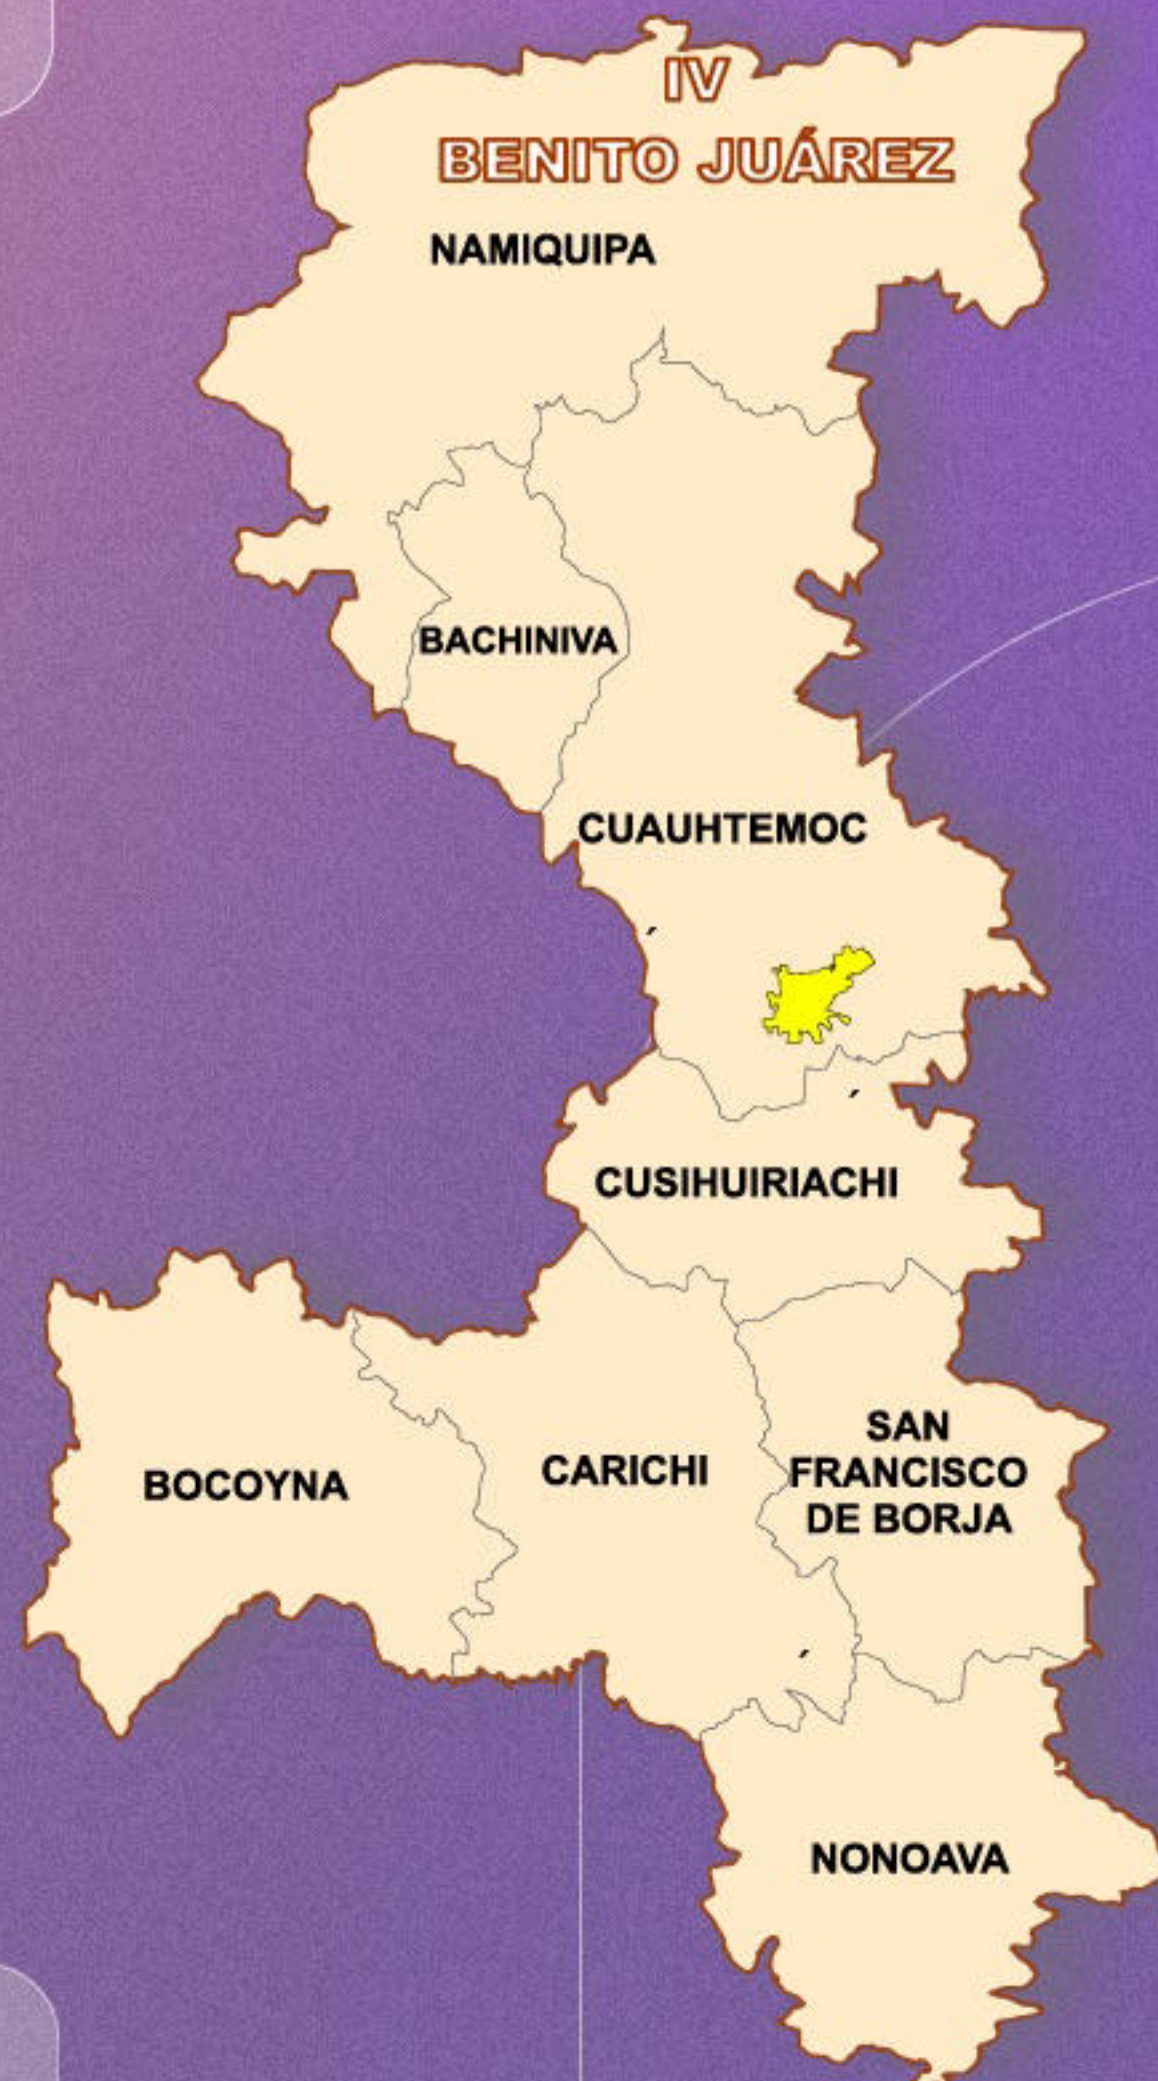 IV
BENITO JUÁREZ
NAMIQUIPA
BACHINIVA
CUAUHTEMOC
CUSIHUIRIACHI
BOCOYNA
CARICHI
SAN
FRANCISCO
DE BORJA
NONOAVA